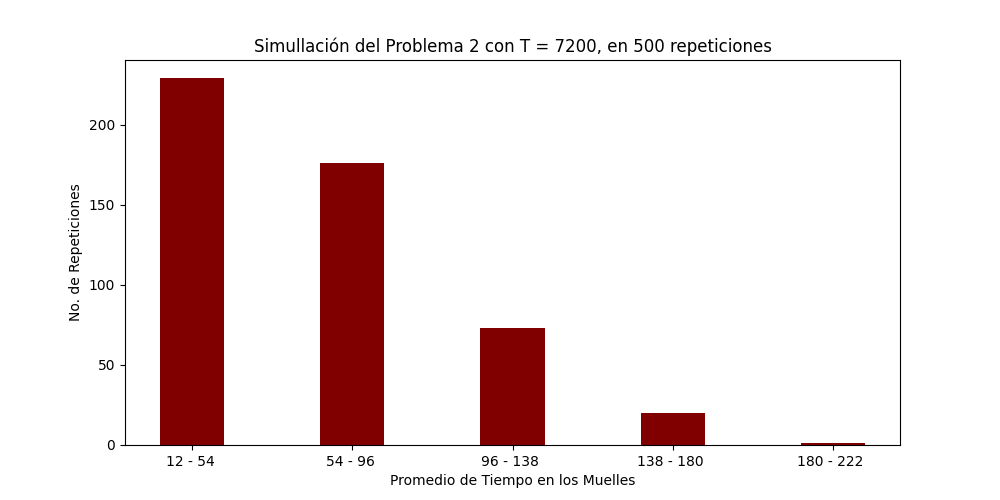 Simullación del Problema 2 con T = 7200, en 500 repeticiones
No. de Repeticiones
200
150
100
50
0
12 - 54
54 - 96
96 - 138
138 - 180
180 - 222
Promedio de Tiempo en los Muelles